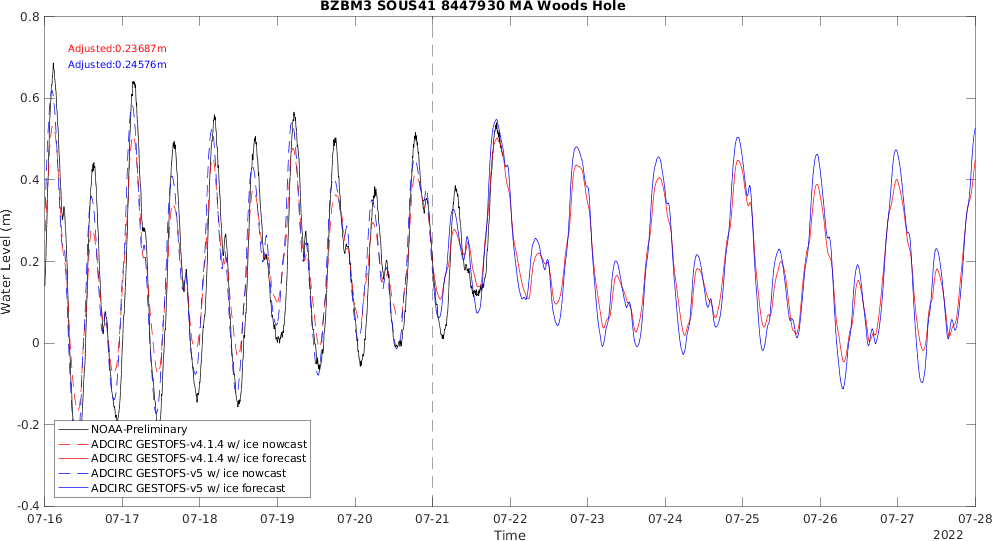 BZBM3 SOUS41 8447930 MA Woods Hole
Adjusted:0.23687m
Adjusted:0.24576m
Water Level (m)
0.8
0.6
0.4
0.2
0
-0.2
-0.4
NOAA-Preliminary
ADCIRC GESTOFS-v4.1.4 w/ ice nowcast
ADCIRC GESTOFS-v4.1.4 w/ ice forecast
ADCIRC GESTOFS-v5 w/ ice nowcast
ADCIRC GESTOFS-v5 w/ ice forecast
07-16 07-17 07-18 07-19 07-20 07-21 07-22 07-23 07-24 07-25 07-26 07-27 07-28
Time
2022